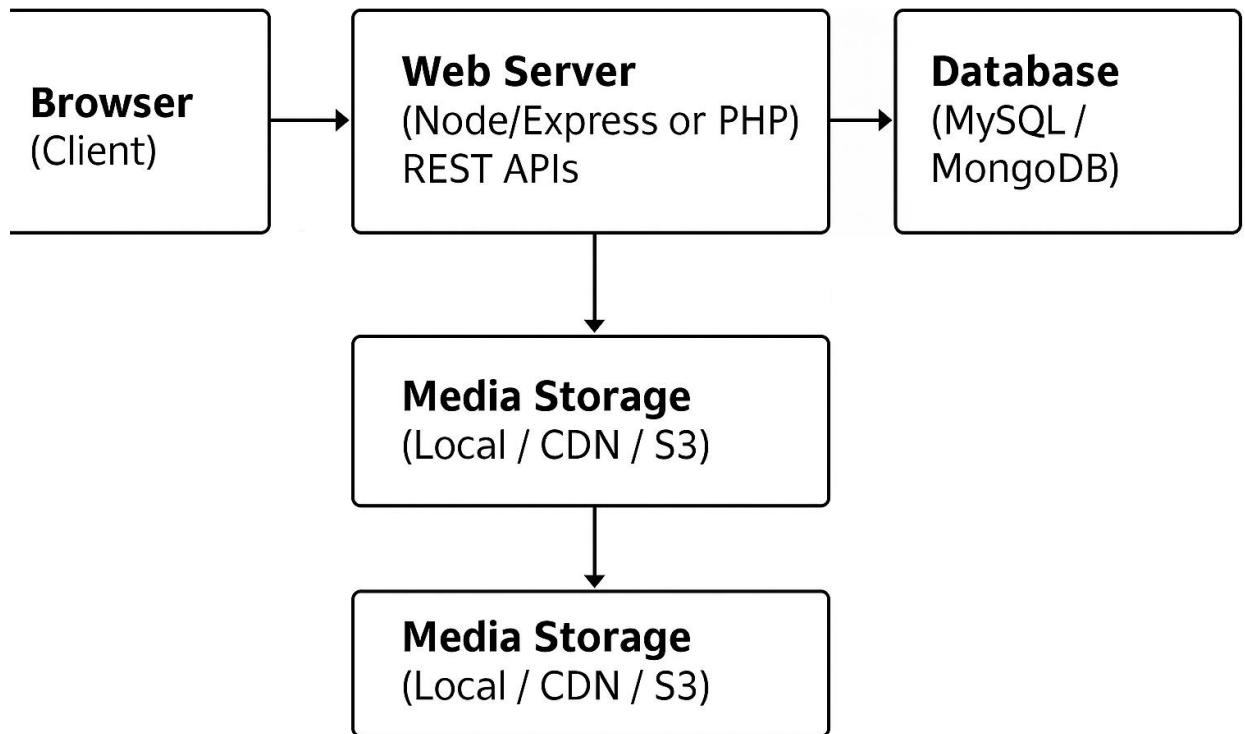 Browser
(Client)
Web Server
(Node/Express or PHP)
REST APIs
Database
(MySQL /
MongoDB)
Media Storage
(Local / CDN / S3)
Media Storage
(Local / CDN / S3)